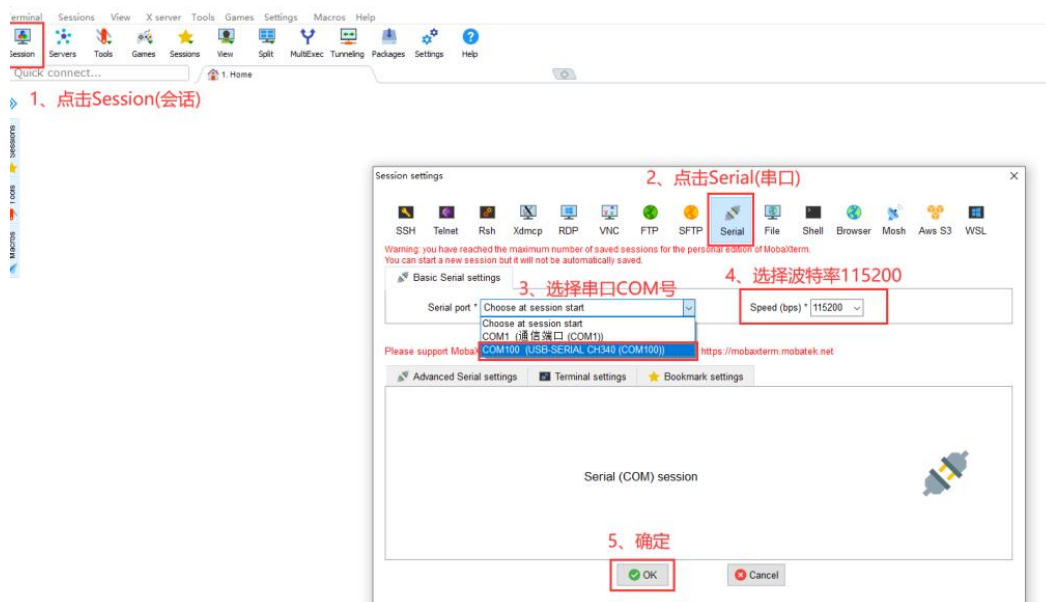 Terminal Sessions View X server Tools Games Settings Macros Help
Session Servers Tools Games Sessions View Split MultiExec Tunneling Packages Settings Help
Quick connect... 1. Home
1、点击Session(会话)
Sessions
Tools
Macros
Session settings
2、点击Serial(串口)
SSH Telnet Rsh Xdmcp RDP VNC FTP SFTP Serial File Shell Browser Mosh Aws S3 WSL
Warning: you have reached the maximum number of saved sessions for the personal edition of MobaXterm.
You can start a new session but it will not be automatically saved.
Basic Serial settings
3、选择串口COM号
4、选择波特率115200
Serial port * Choose at session start Speed (bps) * 115200
Choose at session start
COM1 (通信端口 (COM1))
COM100 (USB-SERIAL CH340 (COM100))
Please support Moba https://mobaxterm.mobatek.net
Advanced Serial settings Terminal settings Bookmark settings
Serial (COM) session
5、确定
OK Cancel